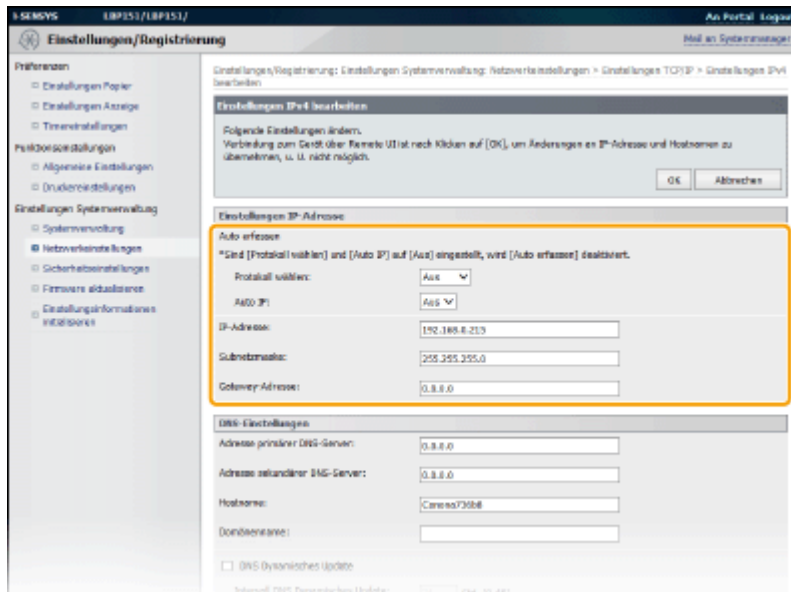 i-SENSYS LBP151/LBP151/ An Portal Logout
Einstellungen/Registrierung Mail an Systemmanager
Präferenzen
Einstellungen Papier
Einstellungen Anzeige
Timereinstellungen
Funktionseinstellungen
Allgemeine Einstellungen
Druckereinstellungen
Einstellungen Systemverwaltung
Systemverwaltung
Netzwerkeinstellungen
Sicherheitseinstellungen
Firmware aktualisieren
Einstellungsinformationen
initialisieren
Einstellungen/Registrierung: Einstellungen Systemverwaltung: Netzwerkeinstellungen > Einstellungen TCP/IP > Einstellungen IPv4
bearbeiten
Einstellungen IPv4 bearbeiten
Folgende Einstellungen ändern.
Verbindung zum Gerät über Remote UI ist nach Klicken auf [OK], um Änderungen an IP-Adresse und Hostnamen zu
übernehmen, u. U. nicht möglich.
OK Abbrechen
Einstellungen IP-Adresse
Auto erfassen
*Sind [Protokoll wählen] und [Auto IP] auf [Aus] eingestellt, wird [Auto erfassen] deaktiviert.
Protokoll wählen: Aus
Auto IP: Aus
IP-Adresse: 192.168.0.215
Subnetzmaske: 255.255.255.0
Gateway-Adresse: 0.0.0.0
DNS-Einstellungen
Adresse primärer DNS-Server: 0.0.0.0
Adresse sekundärer DNS-Server: 0.0.0.0
Hostname: Canona736b8
Domänenname:
DNS Dynamisches Update
Intervall DNS Dynamisches Update: